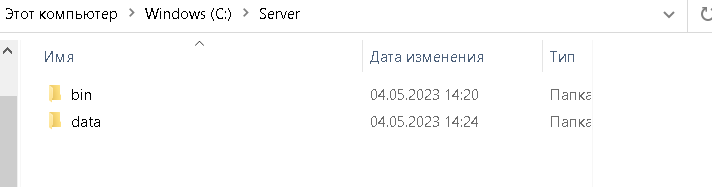 Этот компьютер > Windows (C:) > Server
Имя Дата изменения Тип
bin 04.05.2023 14:20 Папка
data 04.05.2023 14:24 Папка